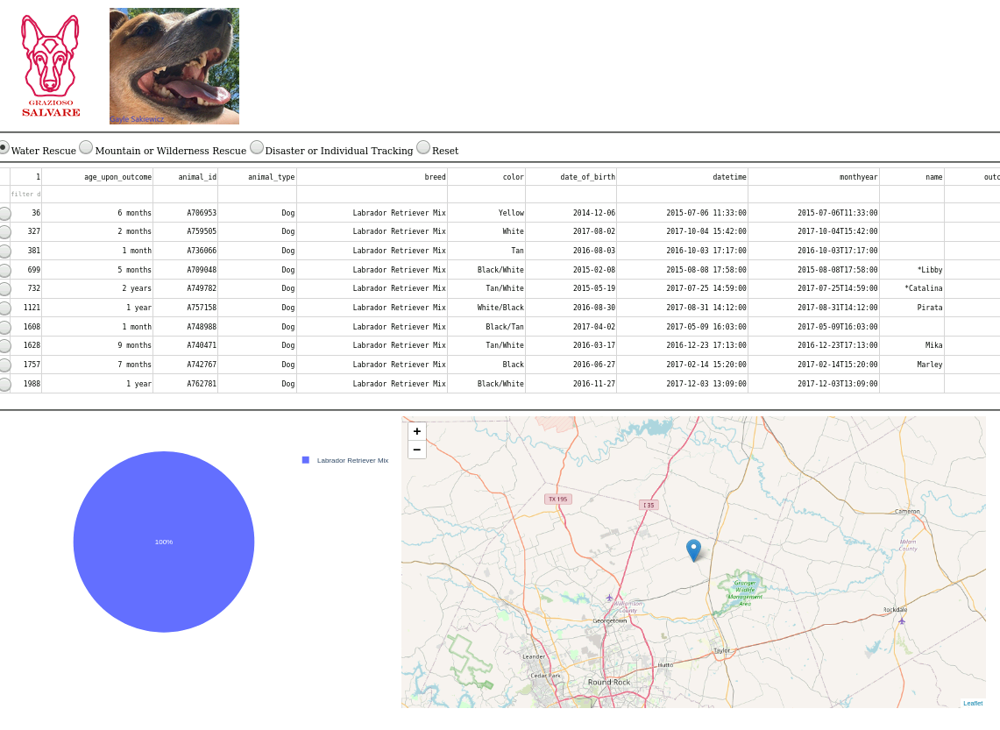 GRAZIOSO
SALVARE
Gayle Sakiewicz
Water Rescue Mountain or Wilderness Rescue Disaster or Individual Tracking Reset
1 age_upon_outcome animal_id animal_type breed color date_of_birth datetime monthyear name outc
filter d
36 6 months A706953 Dog Labrador Retriever Mix Yellow 2014-12-06 2015-07-06 11:33:00 2015-07-06T11:33:00
327 2 months A759505 Dog Labrador Retriever Mix White 2017-08-02 2017-10-04 15:42:00 2017-10-04T15:42:00
381 1 month A736066 Dog Labrador Retriever Mix Tan 2016-08-03 2016-10-03 17:17:00 2016-10-03T17:17:00
699 5 months A709048 Dog Labrador Retriever Mix Black/White 2015-02-08 2015-08-08 17:58:00 2015-08-08T17:58:00 *Libby
732 2 years A749782 Dog Labrador Retriever Mix Tan/White 2015-05-19 2017-07-25 14:59:00 2017-07-25T14:59:00 *Catalina
1121 1 year A757158 Dog Labrador Retriever Mix White/Black 2016-08-30 2017-08-31 14:12:00 2017-08-31T14:12:00 Pirata
1608 1 month A748988 Dog Labrador Retriever Mix Black/Tan 2017-04-02 2017-05-09 16:03:00 2017-05-09T16:03:00
1628 9 months A740471 Dog Labrador Retriever Mix Tan/White 2016-03-17 2016-12-23 17:13:00 2016-12-23T17:13:00 Mika
1757 7 months A742767 Dog Labrador Retriever Mix Black 2016-06-27 2017-02-14 15:20:00 2017-02-14T15:20:00 Marley
1988 1 year A762781 Dog Labrador Retriever Mix Black/White 2016-11-27 2017-12-03 13:09:00 2017-12-03T13:09:00
Labrador Retriever Mix
100%
+
−
TX 195
I 35
Cameron
Milam
County
Granger
Wildlife
Management
Area
Williamson
County
Georgetown
Rockdale
Taylor
Leander
Hutto
Cedar Park
Round Rock
Leaflet